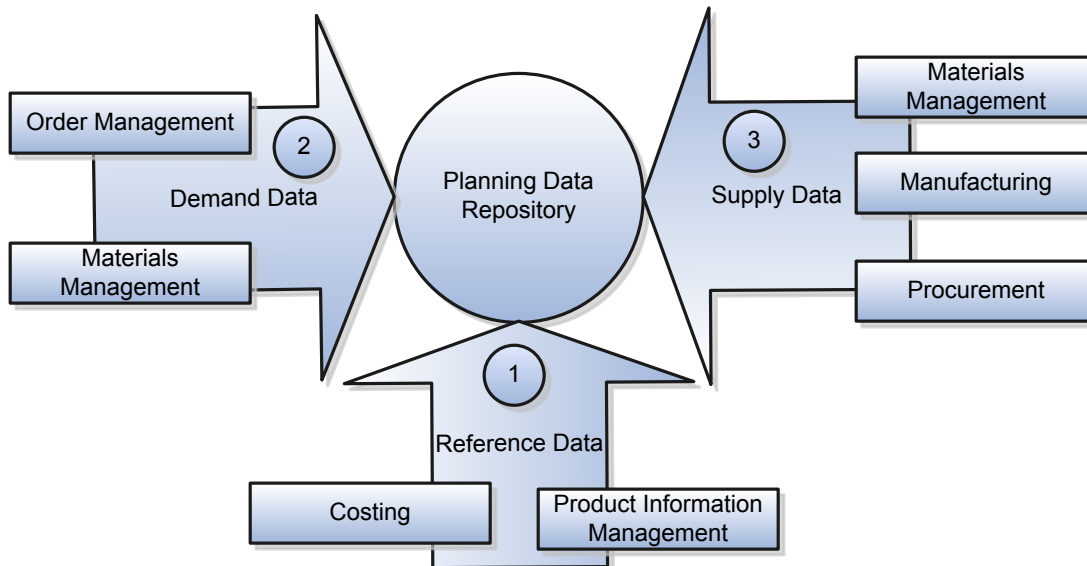 Order Management
2
Demand Data
Materials
Management
Planning Data
Repository
3
Supply Data
Materials
Management
Manufacturing
Procurement
1
Reference Data
Costing
Product Information
Management